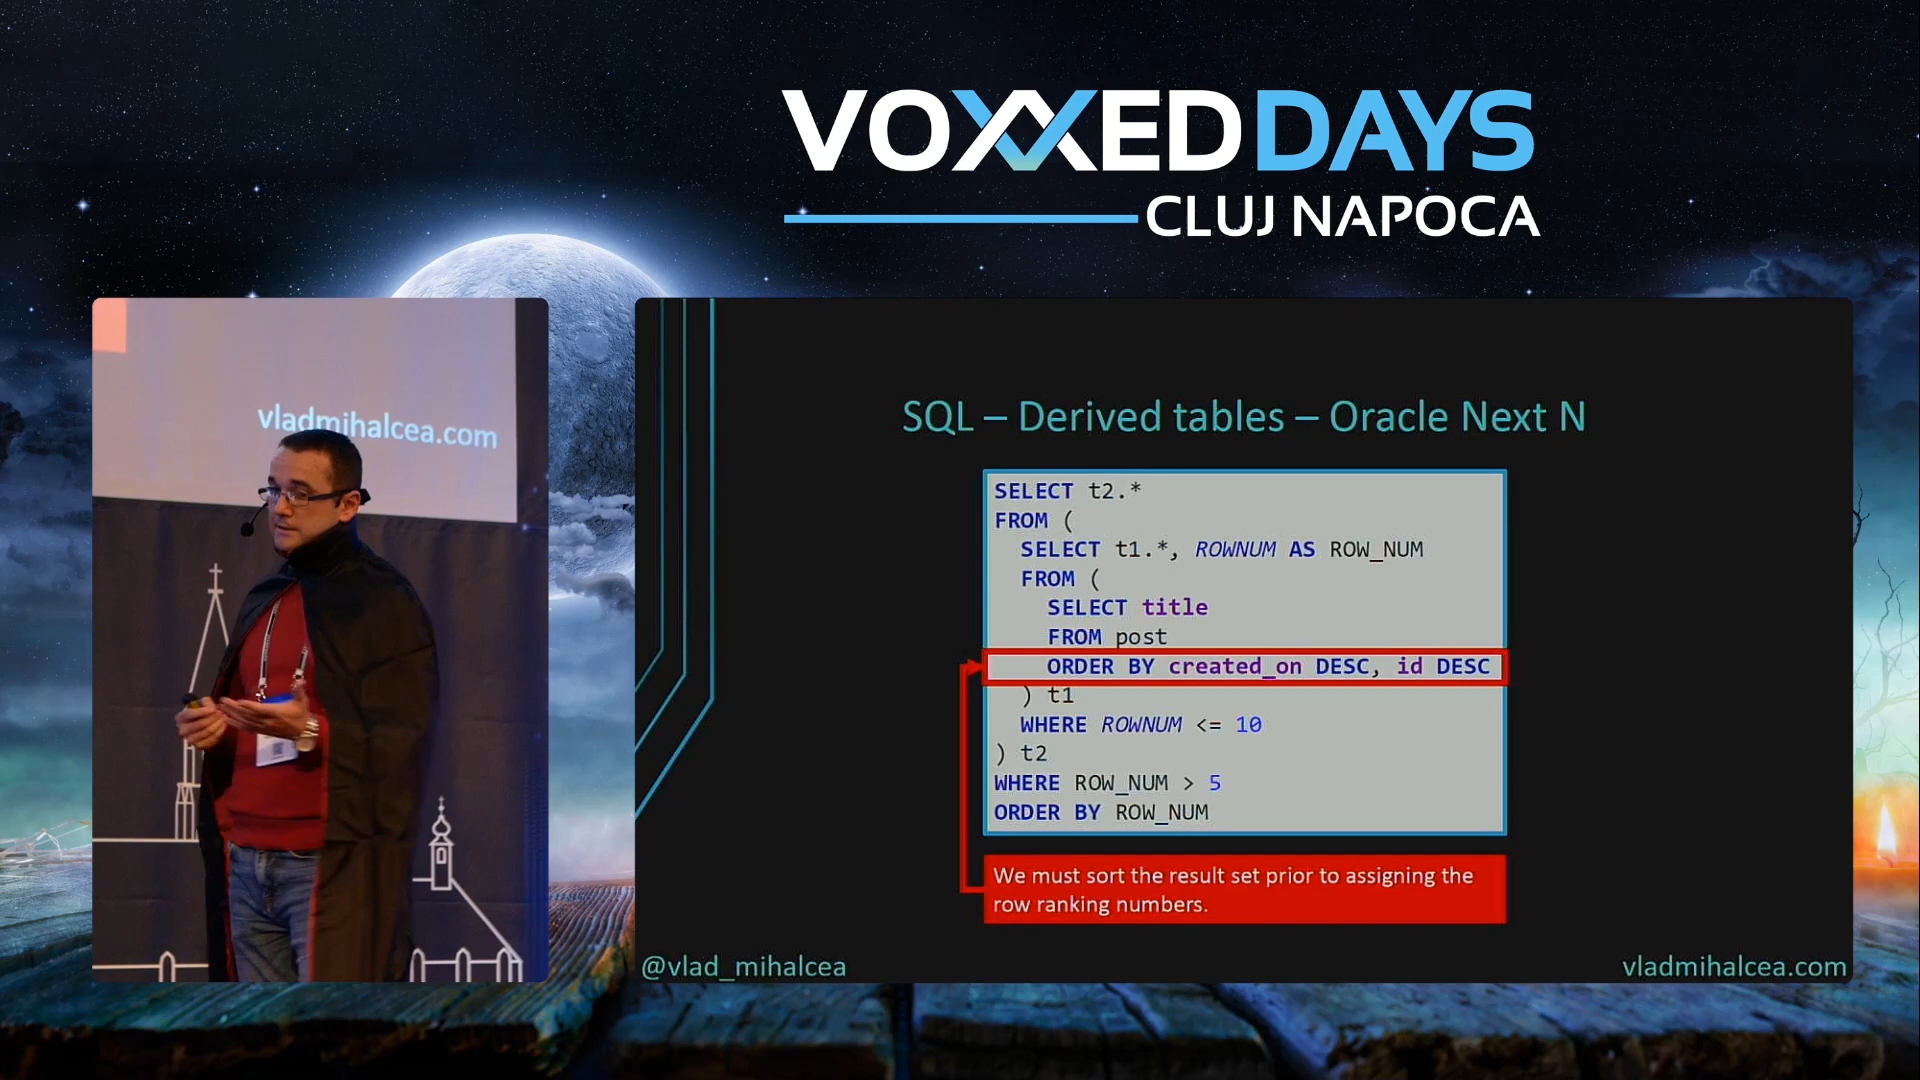 VOXXED DAYS
CLUJ NAPOCA
vladmihalcea.com
SQL – Derived tables – Oracle Next N
SELECT t2.*
FROM (
SELECT t1.*, ROWNUM AS ROW_NUM
FROM (
SELECT title
FROM post
ORDER BY created_on DESC, id DESC
) t1
WHERE ROWNUM <= 10
) t2
WHERE ROW_NUM > 5
ORDER BY ROW_NUM
We must sort the result set prior to assigning the
row ranking numbers.
@vlad_mihalcea
vladmihalcea.com